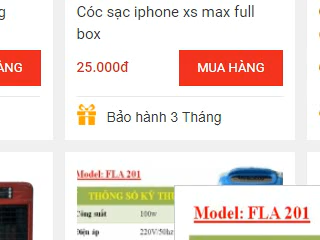 g
Cóc sạc iphone xs max full
box
ÀNG
25.000đ
MUA HÀNG
Bảo hành 3 Tháng
Model: FLA 201
THÔNG SỐ KỸ THU
Công suất 100w
Điện áp 220V/50hz
Model: FLA 201